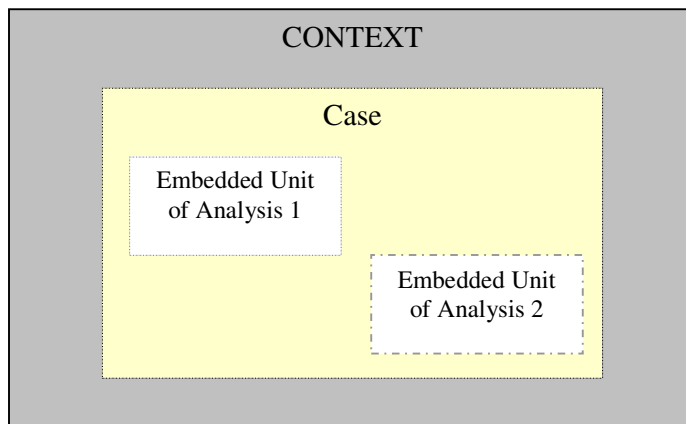 CONTEXT
Case
Embedded Unit
of Analysis 1
Embedded Unit
of Analysis 2